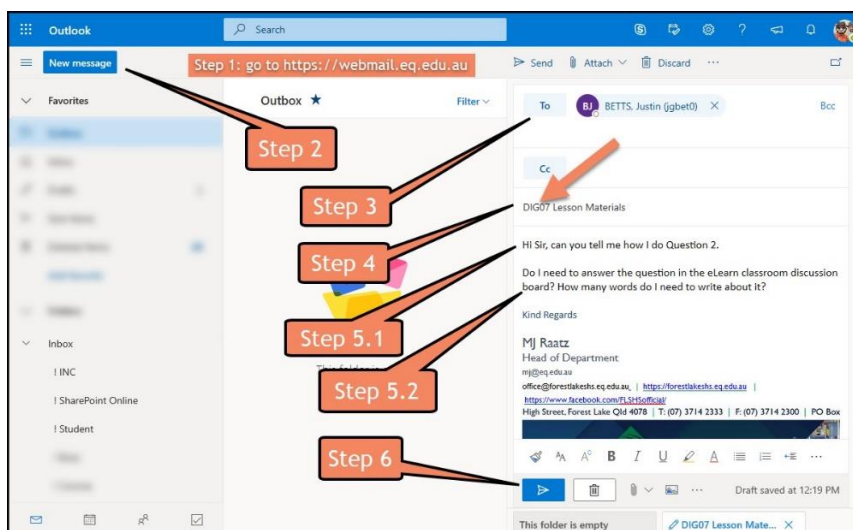 Outlook
Search
New message
Step 1: go to https://webmail.eq.edu.au
Send
Attach
Discard
Favorites
Outbox
Filter
To
BJ
BETTS, Justin (jgbet0)
Bcc
Step 2
Cc
Step 3
DIG07 Lesson Materials
Step 4
HI Sir, can you tell me how I do Question 2.
Do I need to answer the question in the eLearn classroom discussion
board? How many words do I need to write about it?
Step 5.1
Kind Regards
Inbox
MJ Raatz
Head of Department
mj@eq.edu.au
This folder is
Step 5.2
! INC
office@forestlakeshs.eq.edu.au, | https://forestlakeshs.eq.edu.au |
https://www.facebook.com/FLSHSofficial/
High Street, Forest Lake Qld 4078 | T: (07) 3714 2333 | F: (07) 3714 2300 | PO Box
! SharePoint Online
! Student
Step 6
Draft saved at 12:19 PM
This folder is empty
DIG07 Lesson Mate...